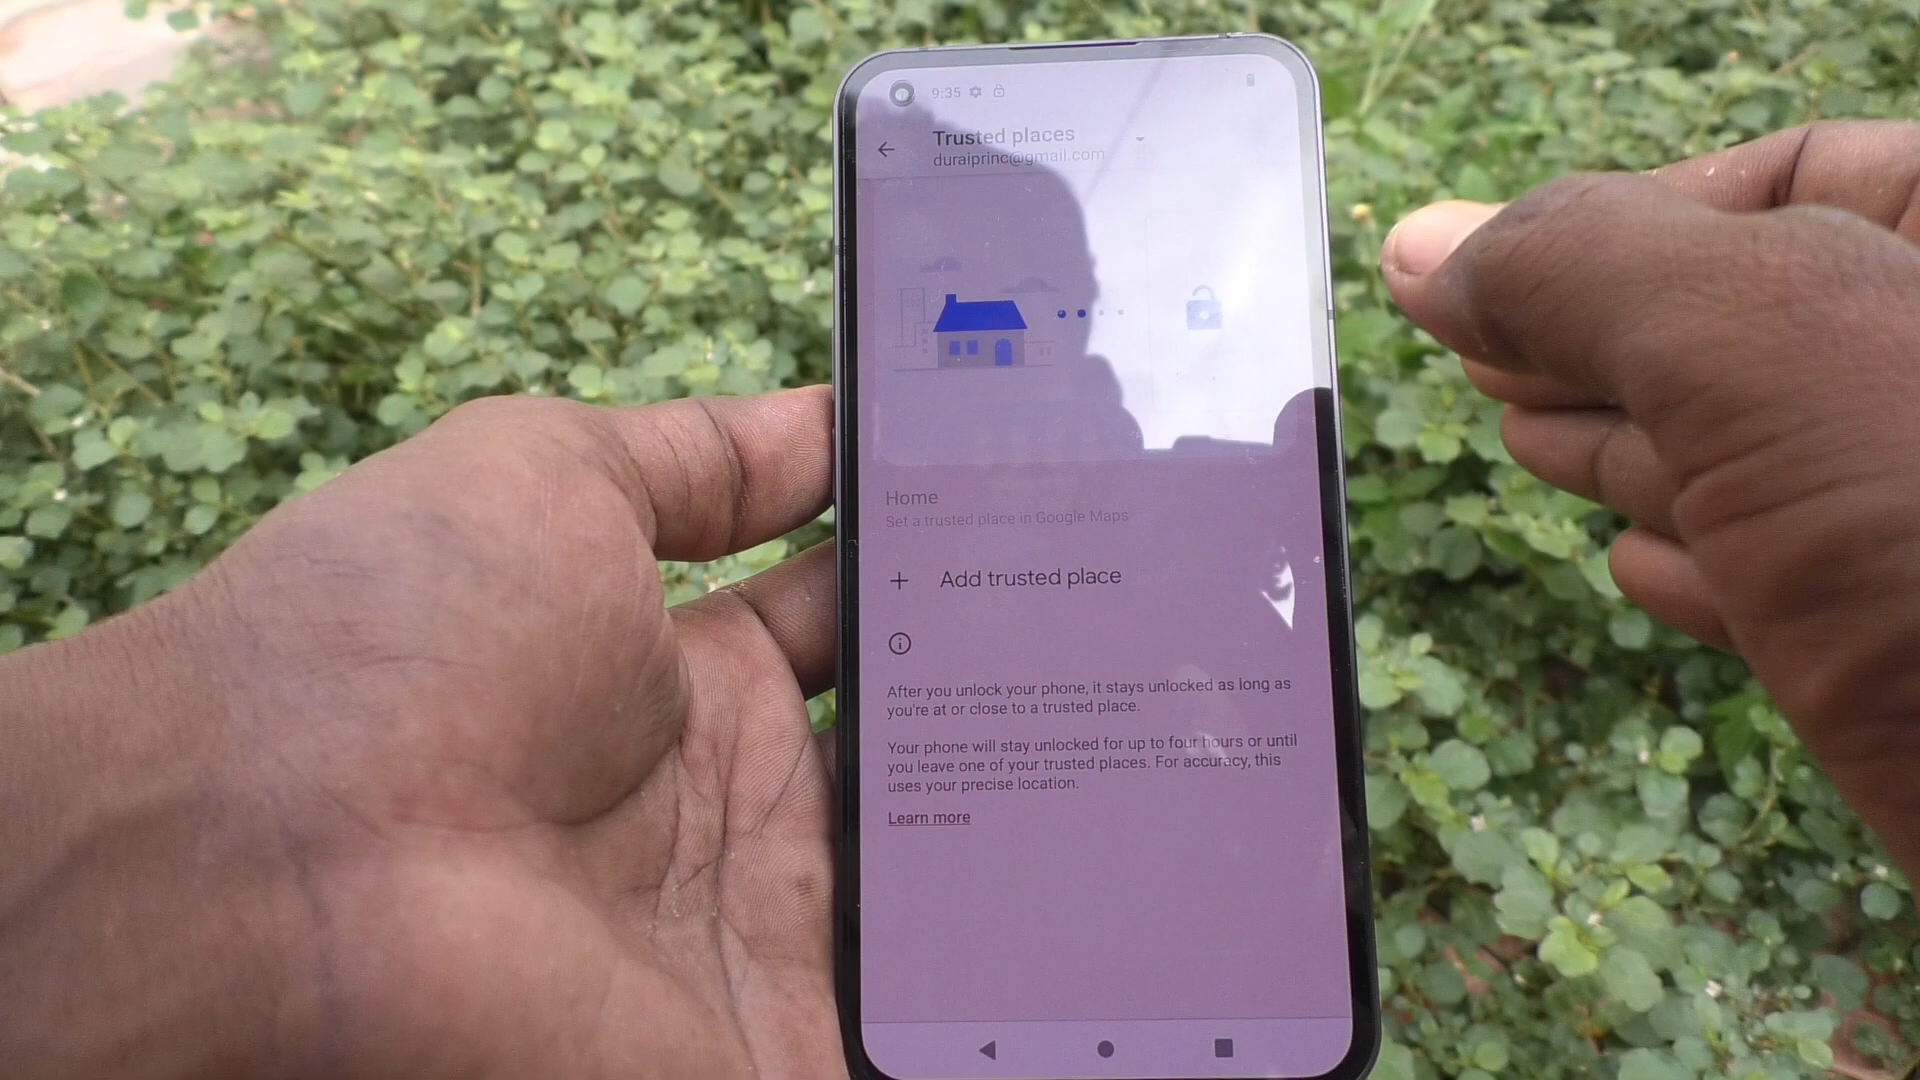 9:35
Trusted places
duraiprinc@gmail.com
Home
Set a trusted place in Google Maps
Add trusted place
After you unlock your phone, it stays unlocked as long as
you're at or close to a trusted place.
Your phone will stay unlocked for up to four hours or until
you leave one of your trusted places. For accuracy, this
uses your precise location.
Learn more